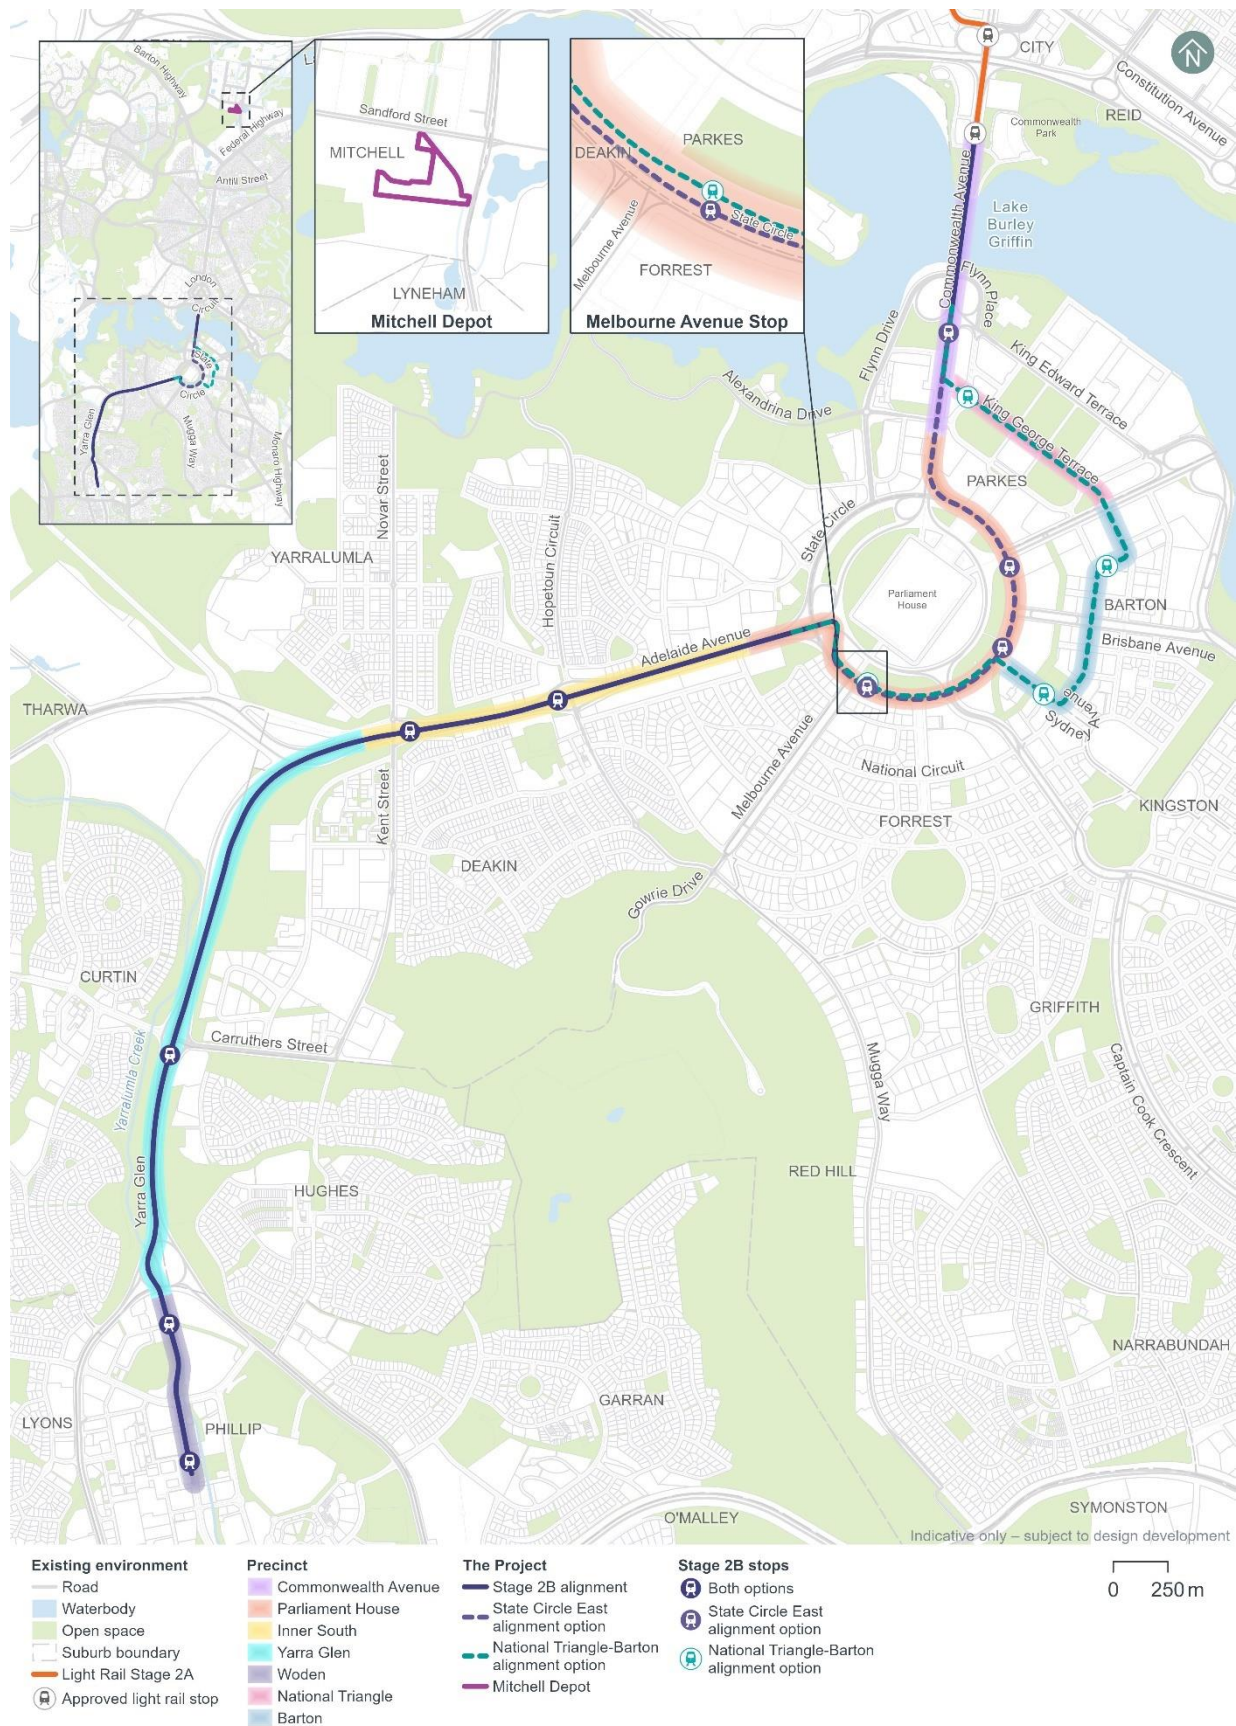 CITY
Constitution Avenue
REID
Commonwealth
Park
N
Barton Highway
Federal Highway
Antill Street
London
Circuit
State
Circle
Yarra Glen
Mugga Way
Monaro Highway
Sandford Street
MITCHELL
LYNEHAM
Mitchell Depot
PARKES
DEAKIN
State Circle
Melbourne Avenue
FORREST
Melbourne Avenue Stop
Commonwealth Avenue
Lake
Burley
Griffin
Flynn Place
Flynn Drive
King Edward Terrace
King George Terrace
Alexandrina Drive
PARKES
Novar Street
Hopetoun Circuit
State Circle
YARRALUMLA
Parliament
House
BARTON
Brisbane Avenue
Adelaide Avenue
Sydney Avenue
THARWA
Melbourne Avenue
National Circuit
Kent Street
KINGSTON
FORREST
DEAKIN
Gowrie Drive
CURTIN
GRIFFITH
Carruthers Street
Yarralumla Creek
Mugga Way
Captain Cook Crescent
Yarra Glen
RED HILL
HUGHES
NARRABUNDAH
GARRAN
LYONS
PHILLIP
SYMONSTON
O'MALLEY
Indicative only – subject to design development
Existing environment
Road
Waterbody
Open space
Suburb boundary
Light Rail Stage 2A
Approved light rail stop
Precinct
Commonwealth Avenue
Parliament House
Inner South
Yarra Glen
Woden
National Triangle
Barton
The Project
Stage 2B alignment
State Circle East
alignment option
National Triangle-Barton
alignment option
Mitchell Depot
Stage 2B stops
Both options
State Circle East
alignment option
National Triangle-Barton
alignment option
0 250 m